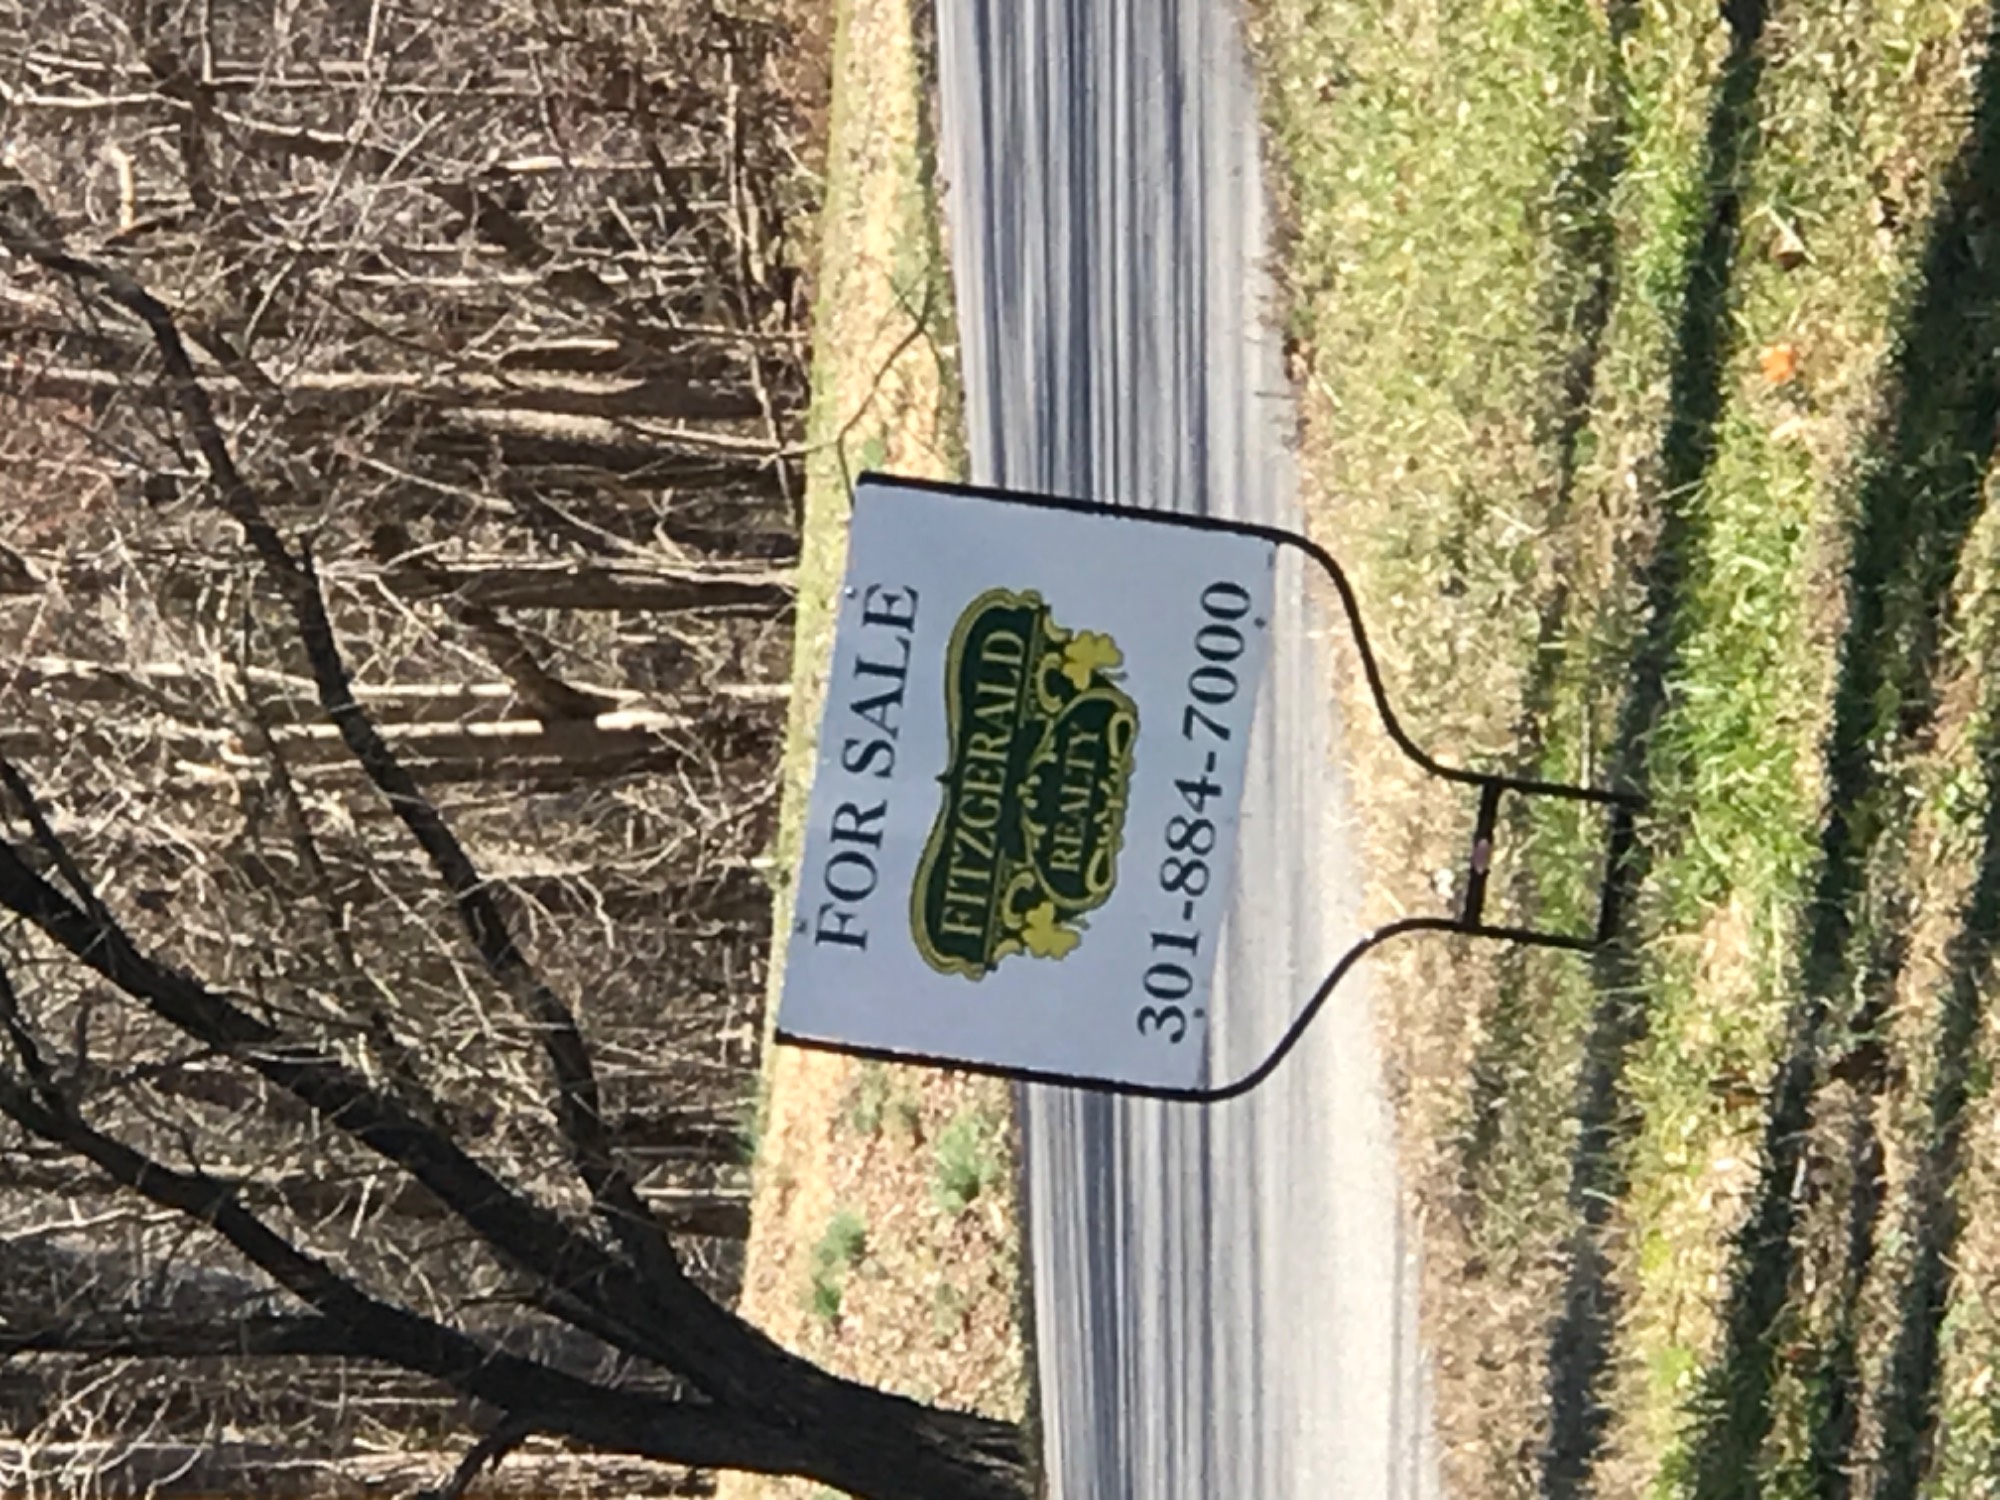 FOR SALE
FITZGERALD
REALTY
301-884-7000